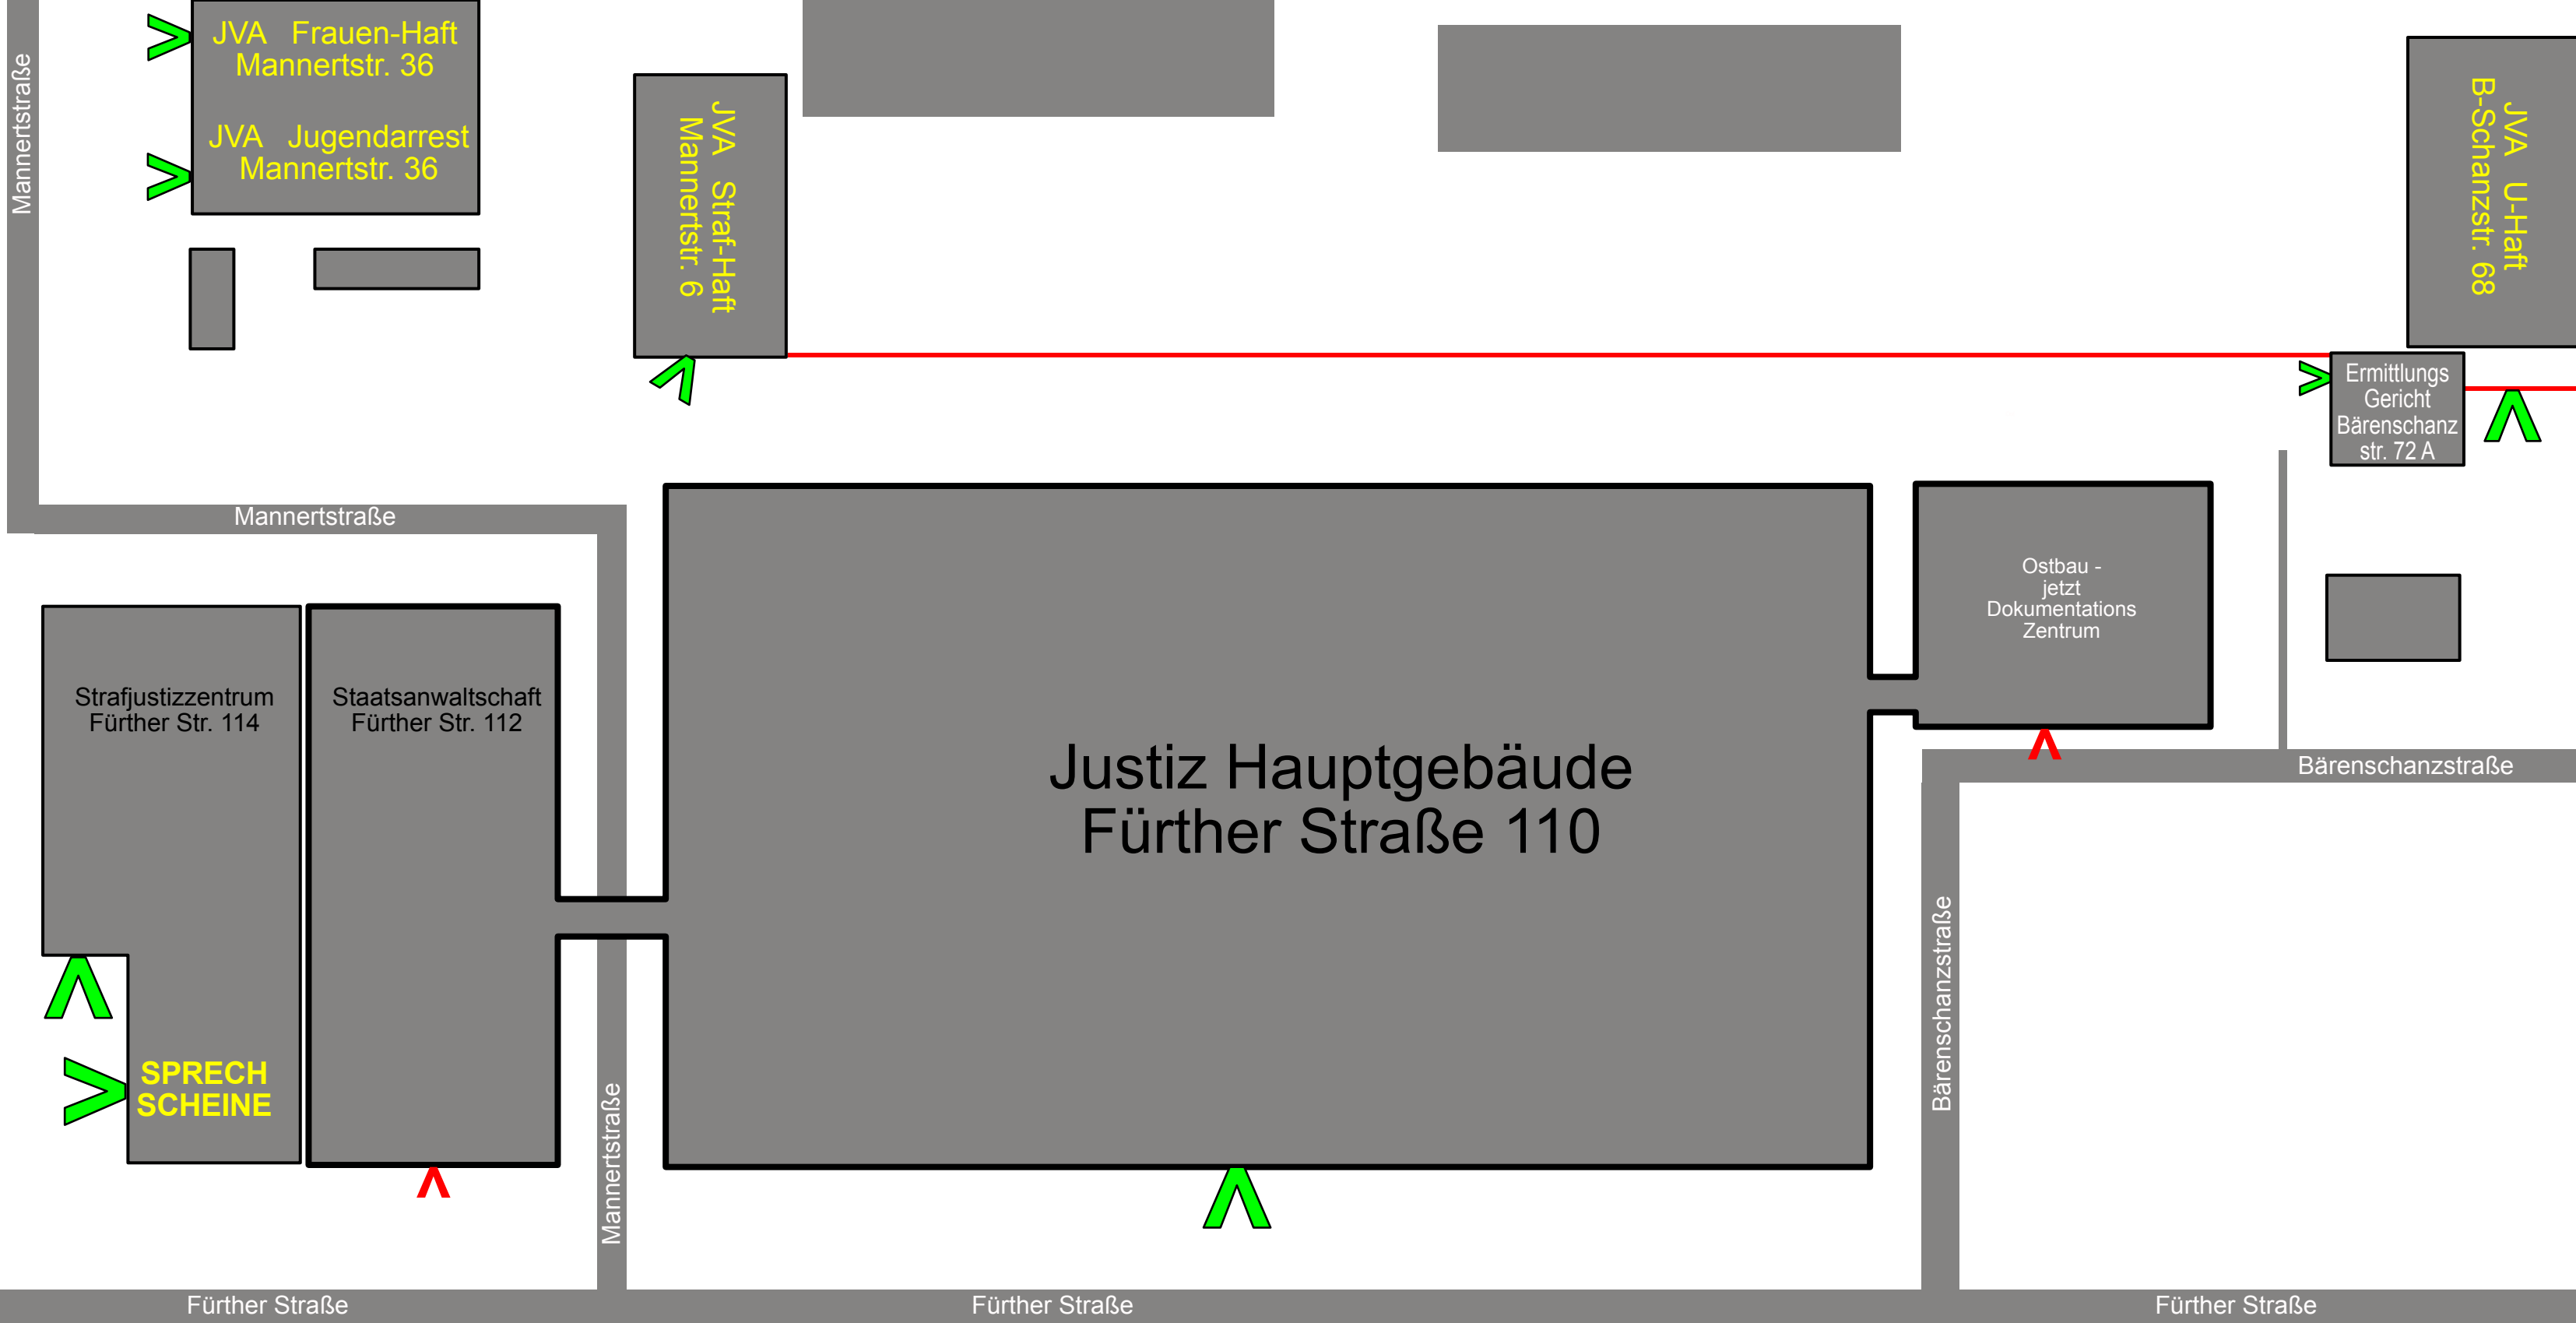 JVA Frauen-Haft
Mannertstr. 36
JVA Jugendarrest
Mannertstr. 36
Mannertstraße
JVA Straf-Haft
Mannertstr. 6
JVA U-Haft
B-Schanzstr. 68
Ermittlungs
Gericht
Bärenschanz
str. 72 A
Mannertstraße
Ostbau -
jetzt
Dokumentations
Zentrum
Strafjustizzentrum
Fürther Str. 114
Staatsanwaltschaft
Fürther Str. 112
Justiz Hauptgebäude
Fürther Straße 110
Bärenschanzstraße
Bärenschanzstraße
SPRECH
SCHEINE
Mannertstraße
Fürther Straße
Fürther Straße
Fürther Straße